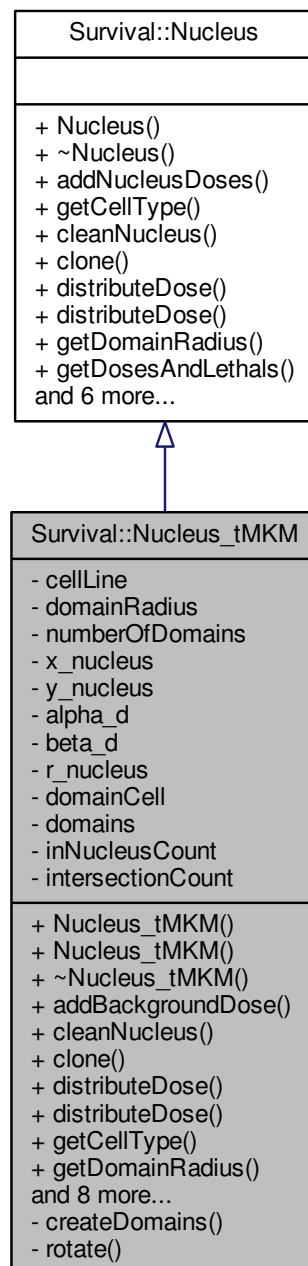 Survival::Nucleus
+ Nucleus()
+ ~Nucleus()
+ addNucleusDoses()
+ getCellType()
+ cleanNucleus()
+ clone()
+ distributeDose()
+ distributeDose()
+ getDomainRadius()
+ getDosesAndLethals()
and 6 more...
Survival::Nucleus_tMKM
- cellLine
- domainRadius
- numberOfDomains
- x_nucleus
- y_nucleus
- alpha_d
- beta_d
- r_nucleus
- domainCell
- domains
- inNucleusCount
- intersectionCount
+ Nucleus_tMKM()
+ Nucleus_tMKM()
+ ~Nucleus_tMKM()
+ addBackgroundDose()
+ cleanNucleus()
+ clone()
+ distributeDose()
+ distributeDose()
+ getCellType()
+ getDomainRadius()
and 8 more...
- createDomains()
- rotate()